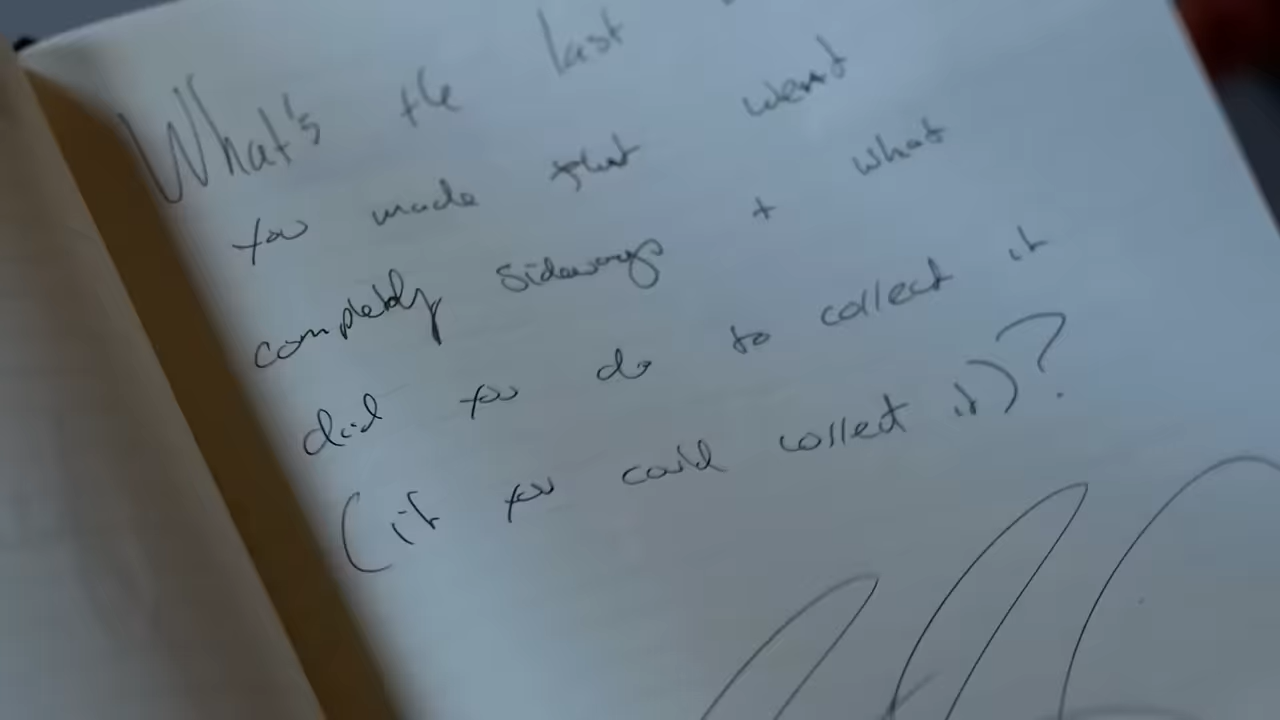 What's the last
you made that went
completely sideways + what
did you do to collect it
(if you could collect it)?